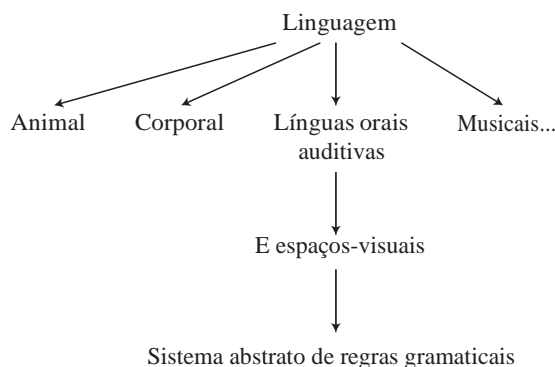 Linguagem
Animal
Corporal
Línguas orais
auditivas
Musicais...
E espaços-visuais
Sistema abstrato de regras gramaticais